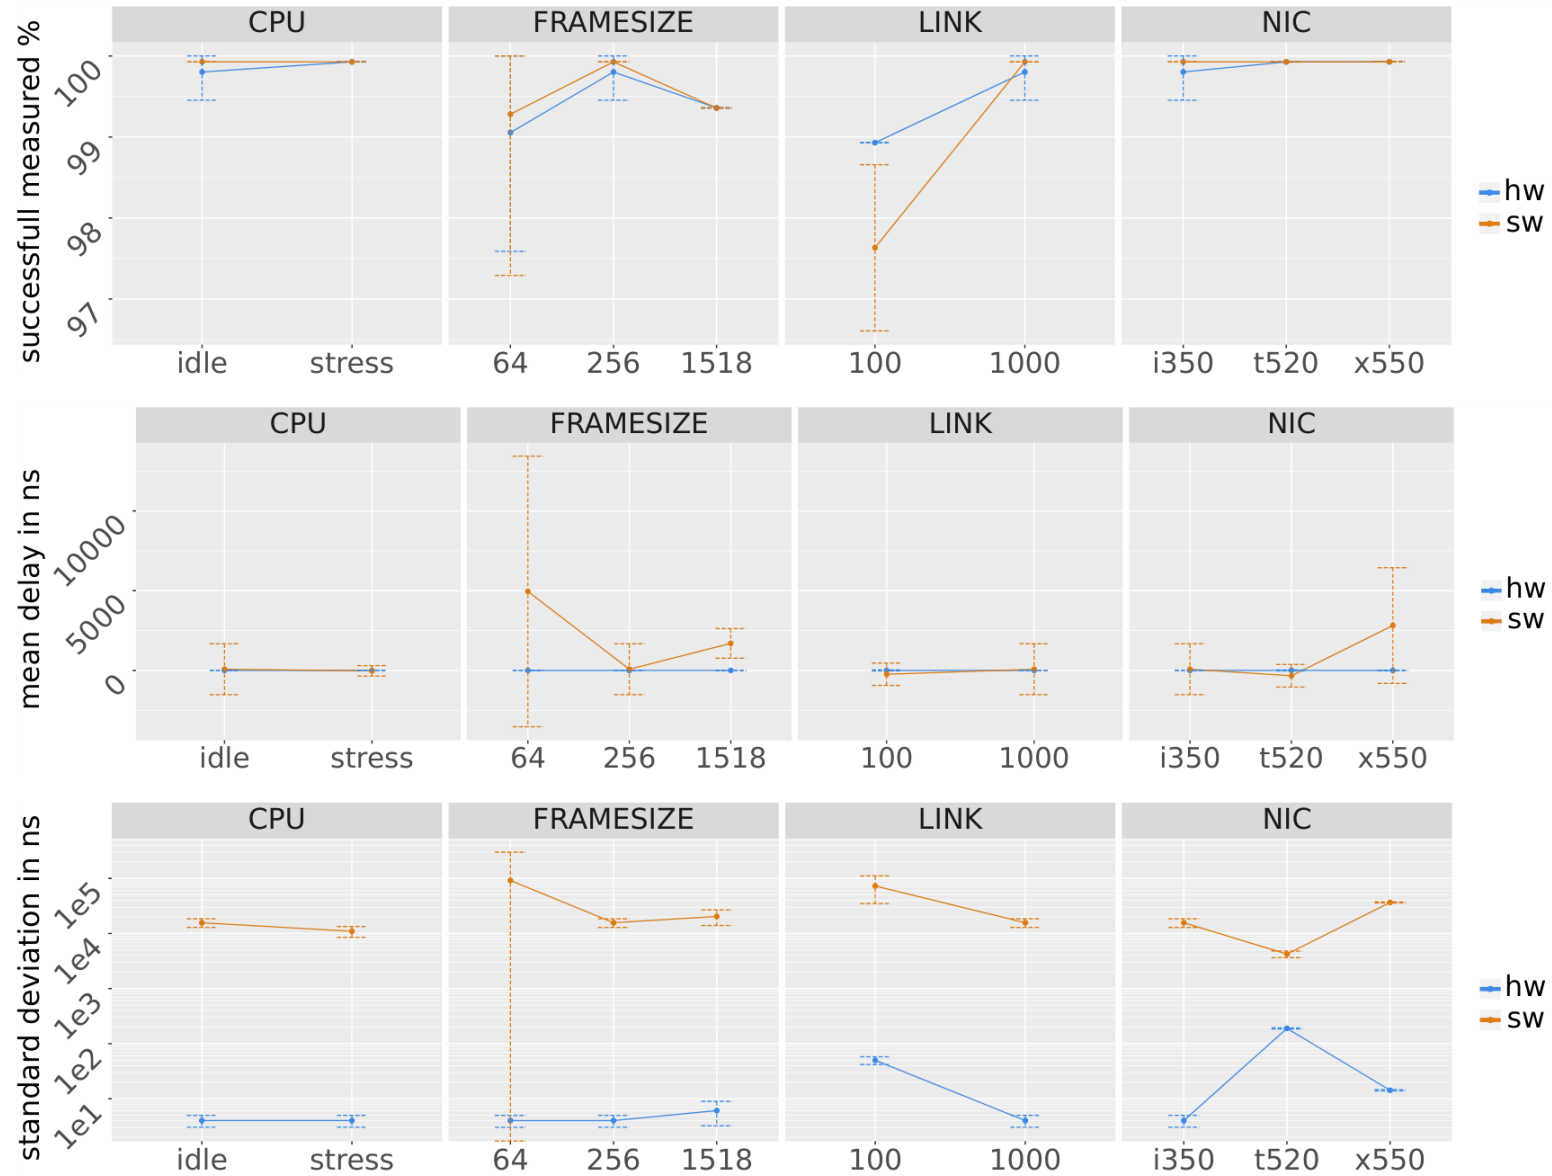 CPU FRAMESIZE LINK NIC
successfull measured %
100
99
98
97
idle stress 64 256 1518 100 1000 i350 t520 x550
hw
sw
CPU FRAMESIZE LINK NIC
mean delay in ns
10000
5000
0
idle stress 64 256 1518 100 1000 i350 t520 x550
hw
sw
CPU FRAMESIZE LINK NIC
standard deviation in ns
1e5
1e4
1e3
1e2
1e1
idle stress 64 256 1518 100 1000 i350 t520 x550
hw
sw